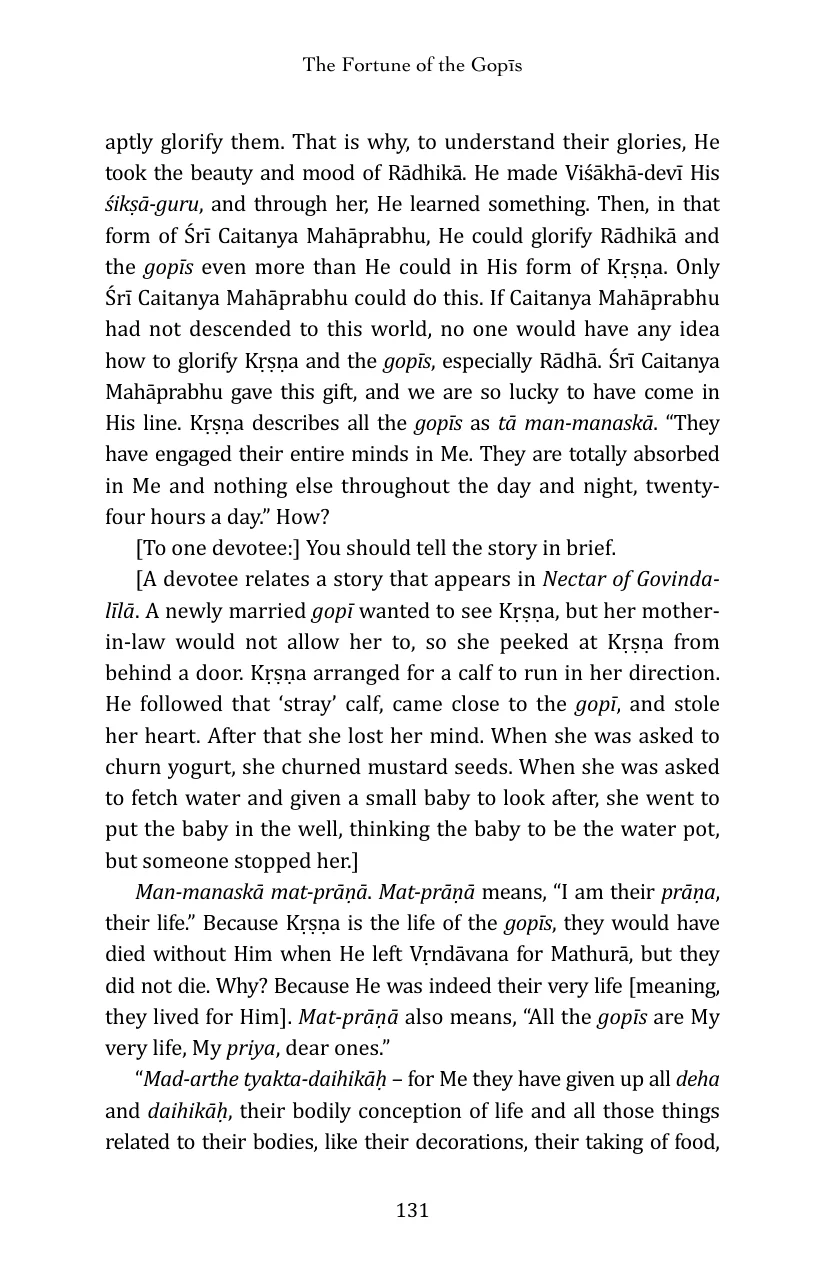 The Fortune of the Gopīs
aptly glorify them. That is why, to understand their glories, He
took the beauty and mood of Rādhikā. He made Viśākhā-devī His
śikṣā-guru, and through her, He learned something. Then, in that
form of Śrī Caitanya Mahāprabhu, He could glorify Rādhikā and
the gopīs even more than He could in His form of Kṛṣṇa. Only
Śrī Caitanya Mahāprabhu could do this. If Caitanya Mahāprabhu
had not descended to this world, no one would have any idea
how to glorify Kṛṣṇa and the gopīs, especially Rādhā. Śrī Caitanya
Mahāprabhu gave this gift, and we are so lucky to have come in
His line. Kṛṣṇa describes all the gopīs as tā man-manaskā. “They
have engaged their entire minds in Me. They are totally absorbed
in Me and nothing else throughout the day and night, twenty-
four hours a day.” How?
[To one devotee:] You should tell the story in brief.
[A devotee relates a story that appears in Nectar of Govinda-
līlā. A newly married gopī wanted to see Kṛṣṇa, but her mother-
in-law would not allow her to, so she peeked at Kṛṣṇa from
behind a door. Kṛṣṇa arranged for a calf to run in her direction.
He followed that ‘stray’ calf, came close to the gopī, and stole
her heart. After that she lost her mind. When she was asked to
churn yogurt, she churned mustard seeds. When she was asked
to fetch water and given a small baby to look after, she went to
put the baby in the well, thinking the baby to be the water pot,
but someone stopped her.]
Man-manaskā mat-prāṇā. Mat-prāṇā means, “I am their prāṇa,
their life.” Because Kṛṣṇa is the life of the gopīs, they would have
died without Him when He left Vṛndāvana for Mathurā, but they
did not die. Why? Because He was indeed their very life [meaning,
they lived for Him]. Mat-prāṇā also means, “All the gopīs are My
very life, My priya, dear ones.”
“Mad-arthe tyakta-daihikāḥ – for Me they have given up all deha
and daihikāḥ, their bodily conception of life and all those things
related to their bodies, like their decorations, their taking of food,
131